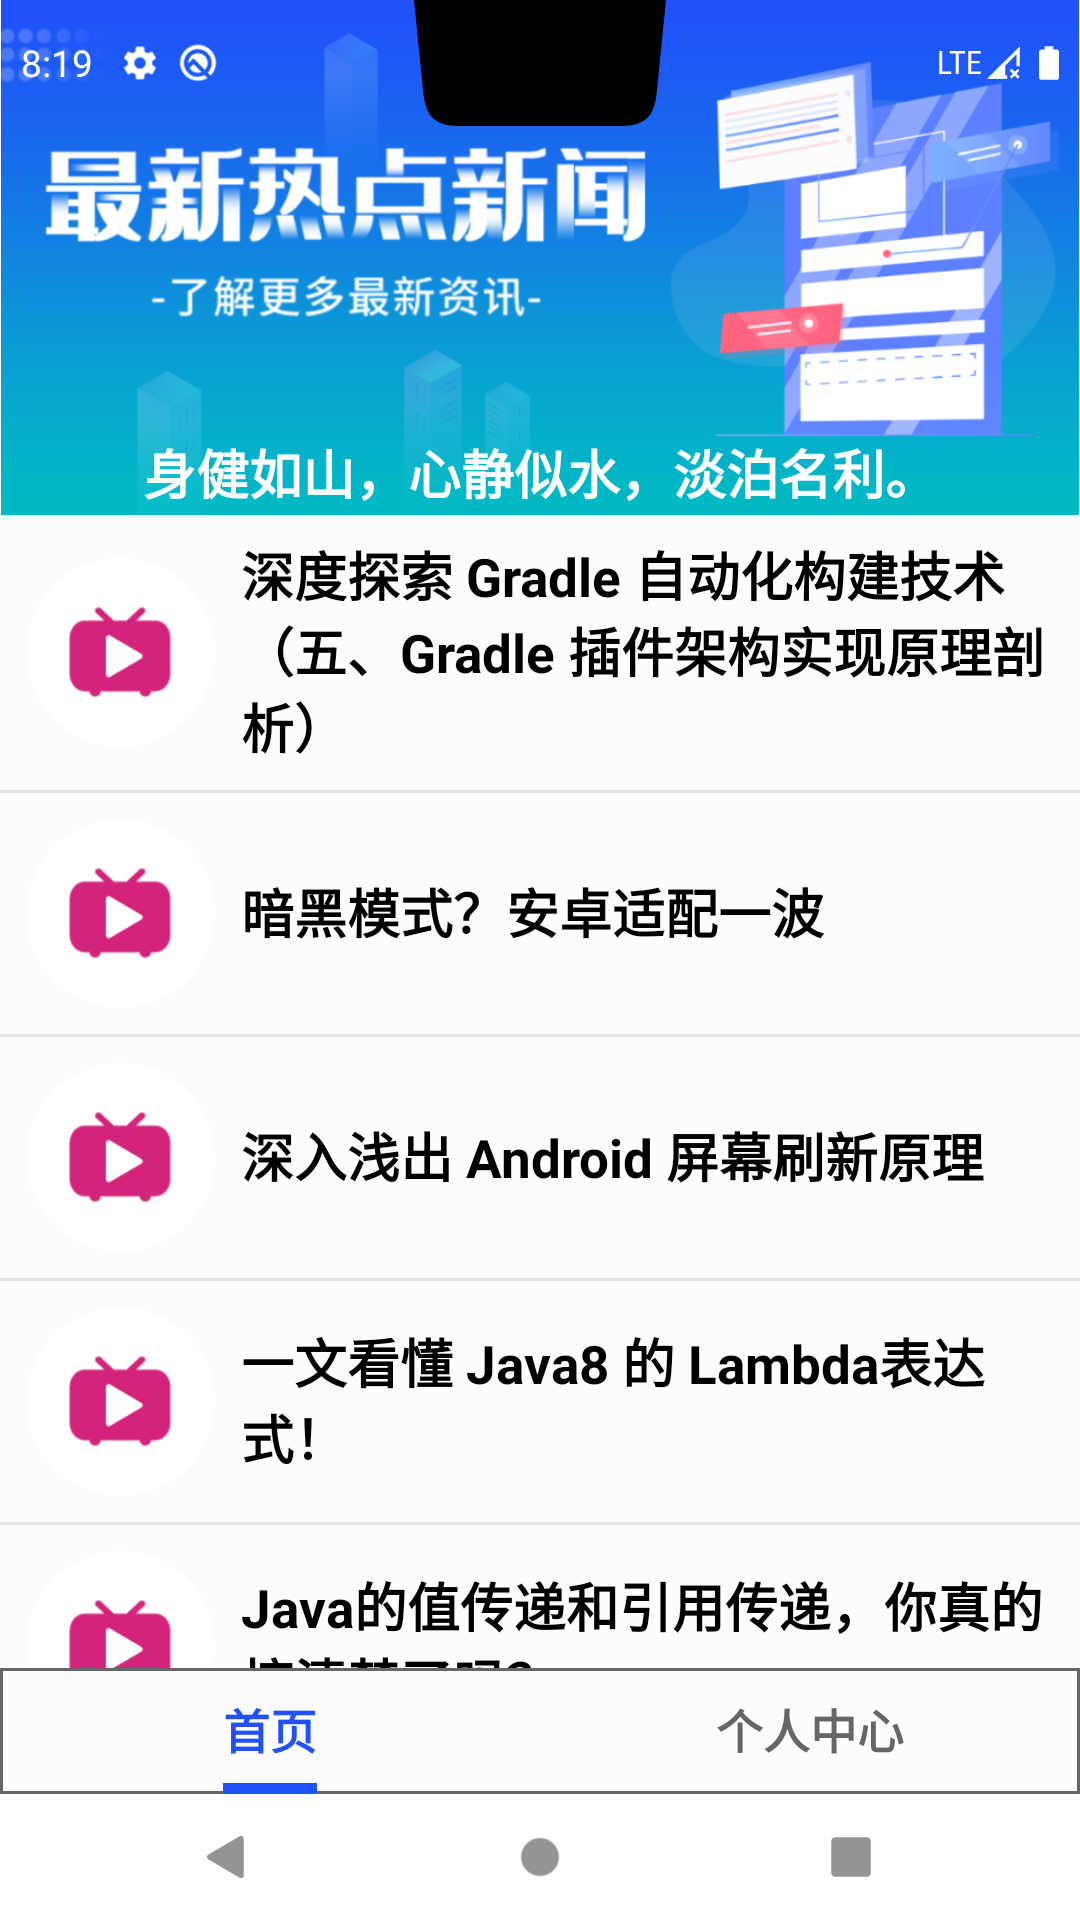 8:19
LTE
最新热点新闻
-了解更多最新资讯-
身健如山，心静似水，淡泊名利。
深度探索 Gradle 自动化构建技术
（五、Gradle 插件架构实现原理剖
析）
暗黑模式？安卓适配一波
深入浅出 Android 屏幕刷新原理
一文看懂 Java8 的 Lambda表达
式！
Java的值传递和引用传递，你真的
首页
个人中心